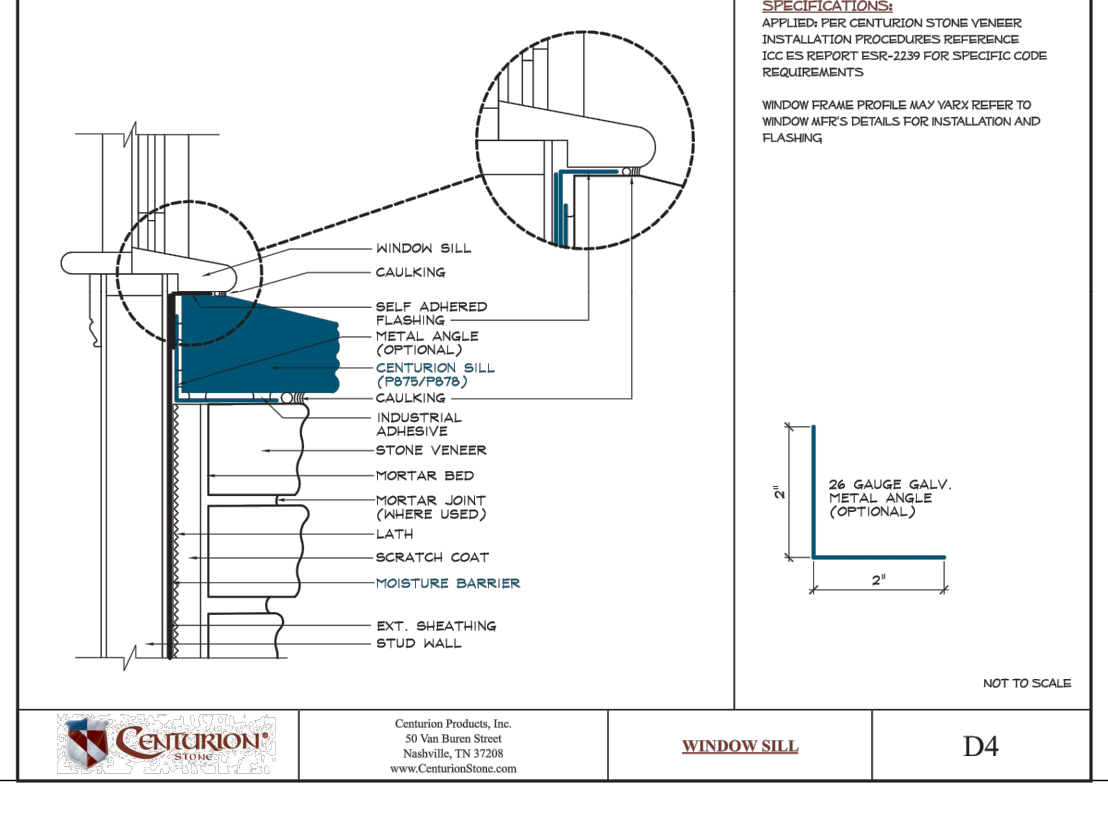 SPECIFICATIONS:
APPLIED: PER CENTURION STONE VENEER
INSTALLATION PROCEDURES REFERENCE
ICC ES REPORT ESR-2239 FOR SPECIFIC CODE
REQUIREMENTS
WINDOW FRAME PROFILE MAY VARY. REFER TO
WINDOW MFR'S DETAILS FOR INSTALLATION AND
FLASHING
WINDOW SILL
CAULKING
SELF ADHERED
FLASHING
METAL ANGLE
(OPTIONAL)
CENTURION SILL
(P875/P878)
CAULKING
INDUSTRIAL
ADHESIVE
STONE VENEER
MORTAR BED
MORTAR JOINT
(WHERE USED)
LATH
SCRATCH COAT
MOISTURE BARRIER
EXT. SHEATHING
STUD WALL
2"
26 GAUGE GALV.
METAL ANGLE
(OPTIONAL)
2"
NOT TO SCALE
CENTURION®
STONE
Centurion Products, Inc.
50 Van Buren Street
Nashville, TN 37208
www.CenturionStone.com
WINDOW SILL
D4